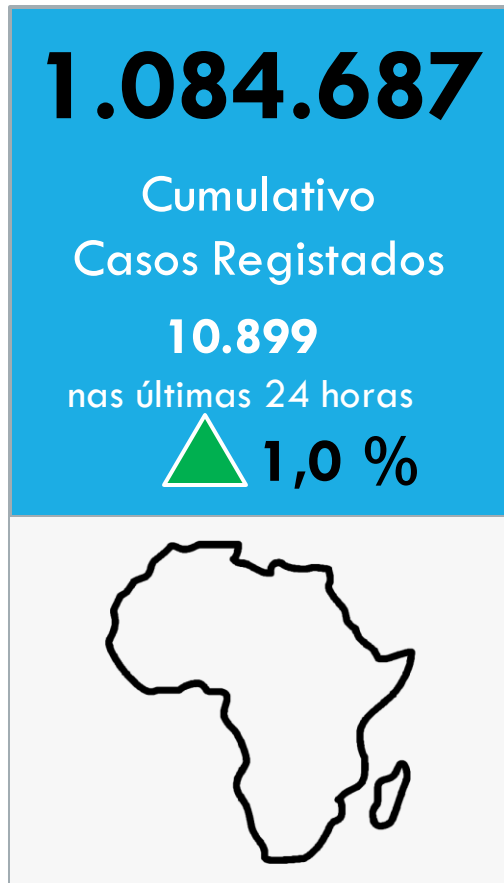 1.084.687
Cumulativo
Casos Registados
10.899
nas últimas 24 horas
1,0 %